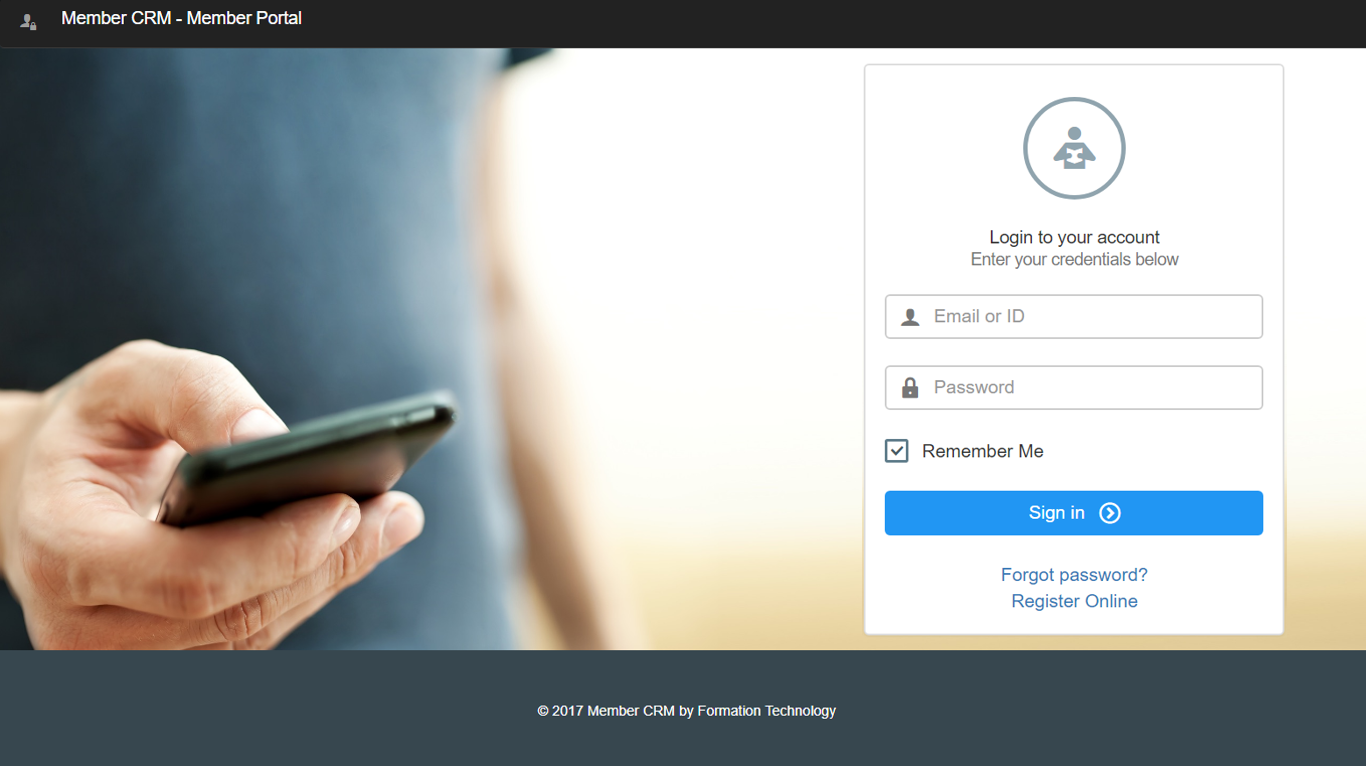 Member CRM - Member Portal
Login to your account
Enter your credentials below
Email or ID
Password
Remember Me
Sign in
Forgot password?
Register Online
© 2017 Member CRM by Formation Technology